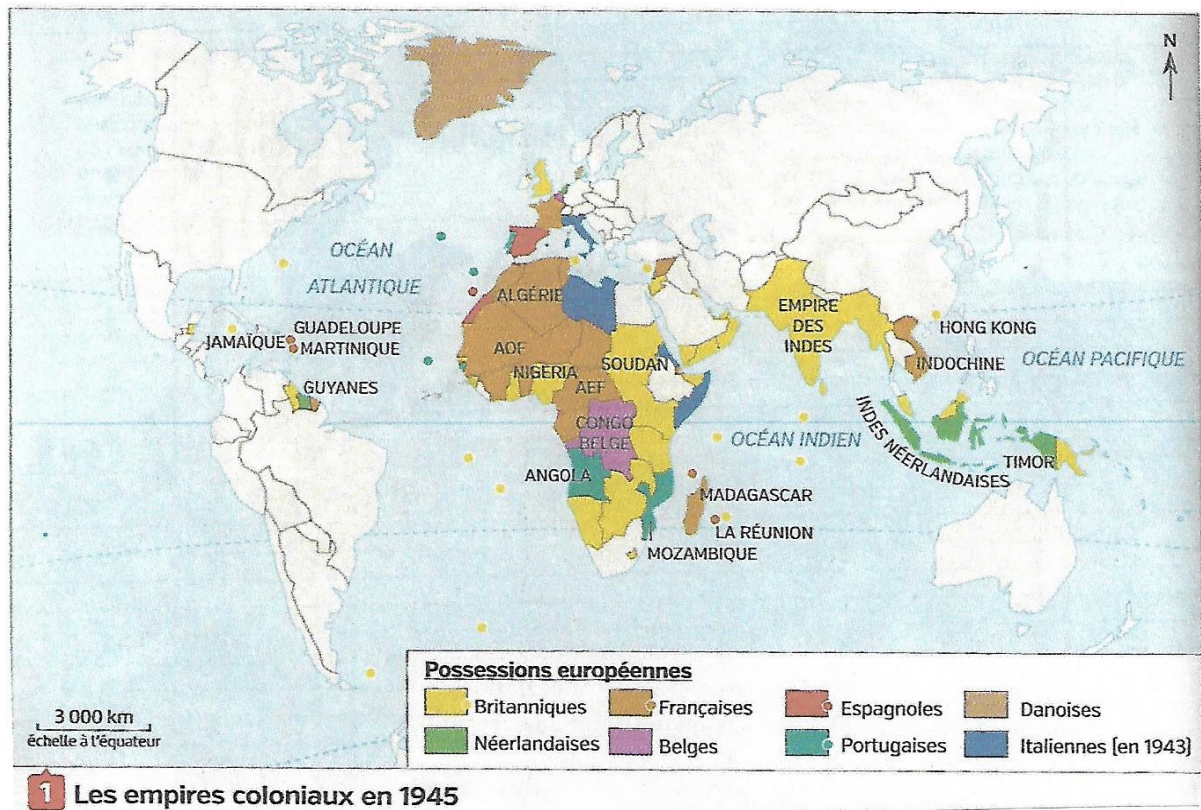 N
OCÉAN
ATLANTIQUE
ALGÉRIE
EMPIRE
DES
INDES
HONG KONG
JAMAÏQUE
GUADELOUPE
MARTINIQUE
AOF
NIGERIA
SOUDAN
INDOCHINE
OCÉAN PACIFIQUE
GUYANES
AEF
CONGO
BELGE
OCÉAN INDIEN
INDES NÉERLANDAISES
TIMOR
ANGOLA
MADAGASCAR
LA RÉUNION
MOZAMBIQUE
Possessions européennes
Britanniques
Françaises
Espagnoles
Danoises
Néerlandaises
Belges
Portugaises
Italiennes [en 1943]
3 000 km
échelle à l'équateur
1 Les empires coloniaux en 1945